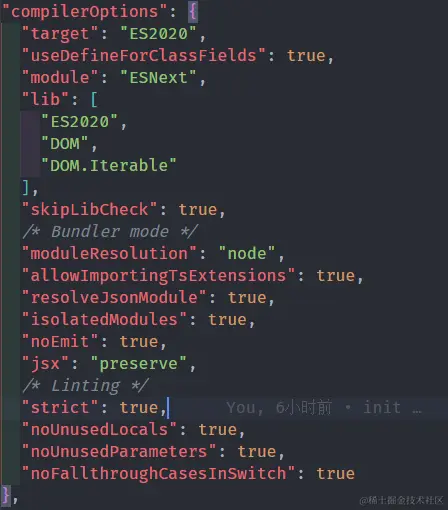 "compilerOptions": {
"target": "ES2020",
"useDefineForClassFields": true,
"module": "ESNext",
"lib": [
"ES2020",
"DOM",
"DOM.Iterable"
],
"skipLibCheck": true,
/* Bundler mode */
"moduleResolution": "node",
"allowImportingTsExtensions": true,
"resolveJsonModule": true,
"isolatedModules": true,
"noEmit": true,
"jsx": "preserve",
/* Linting */
"strict": true, You, 6小时前 • init …
"noUnusedLocals": true,
"noUnusedParameters": true,
"noFallthroughCasesInSwitch": true
},
@稀土掘金技术社区